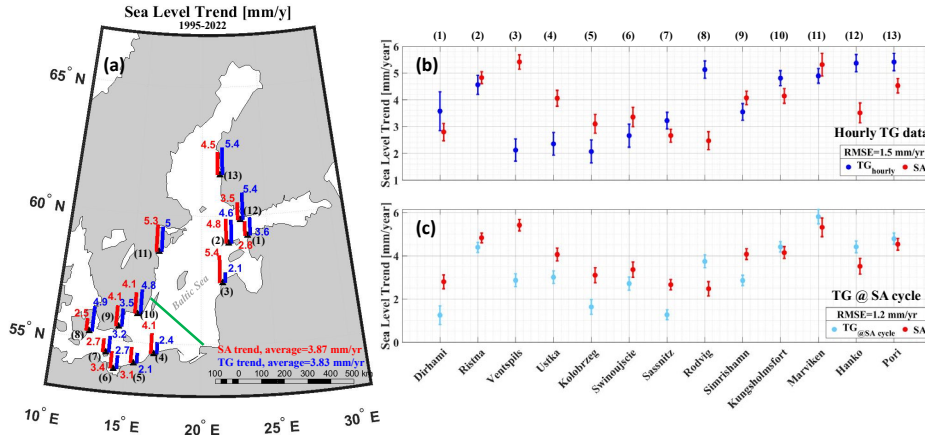 Sea Level Trend [mm/y]
1995-2022
(a)
65° N
60° N
55° N
10° E
15° E
20° E
25° E
30° E
Baltic Sea
4.5 5.4 (13)
3.5 5.4 (12)
4.8 4.6 (2)
2.8 3.6 (1)
5.3 5 (11)
5.4 2.1 (3)
4.1 4.8 (10)
4.1 3.5 (9)
2.5 4.9 (8)
2.7 3.2 (7)
4.1 2.4 (4)
3.4 2.7 (6)
3.1 2.1 (5)
SA trend, average=3.87 mm/yr
TG trend, average=3.83 mm/yr
100 0 100 200 300 400 500 km
(1) (2) (3) (4) (5) (6) (7) (8) (9) (10) (11) (12) (13)
(b)
Sea Level Trend [mm/year]
6
5
4
3
2
1
Hourly TG data
RMSE=1.5 mm/yr
TG hourly SA
(c)
Sea Level Trend [mm/year]
6
4
2
0
TG @ SA cycle
RMSE=1.2 mm/yr
TG @SA cycle SA
Dirhami
Ristna
Ventspils
Ustka
Kolobrzeg
Swinoujscie
Sassnitz
Rodvig
Simrishamn
Kungsholmsfort
Marviken
Hanko
Pori